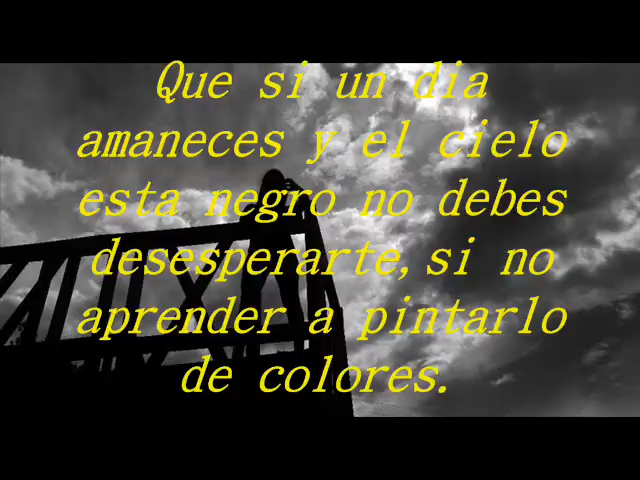 Que si un dia
amaneces y el cielo
esta negro no debes
desesperarte,si no
aprender a pintarlo
de colores.